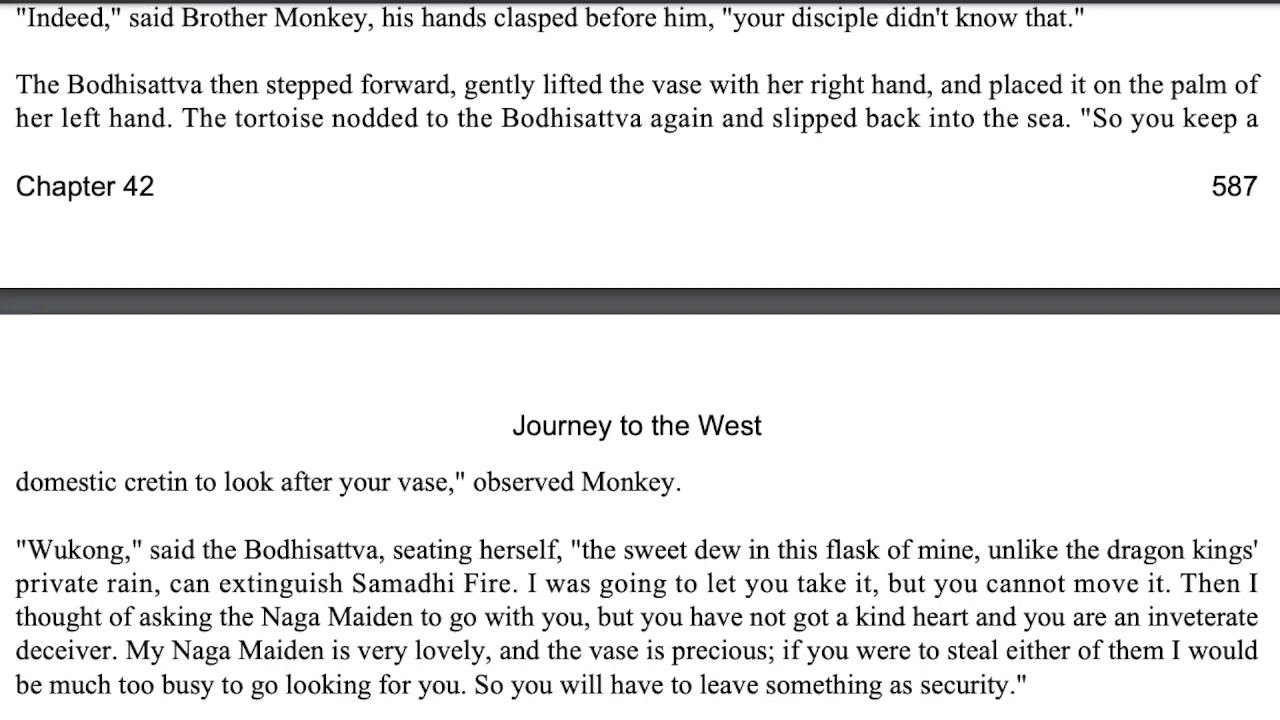 "Indeed," said Brother Monkey, his hands clasped before him, "your disciple didn't know that."
The Bodhisattva then stepped forward, gently lifted the vase with her right hand, and placed it on the palm of
her left hand. The tortoise nodded to the Bodhisattva again and slipped back into the sea. "So you keep a
Chapter 42
587
Journey to the West
domestic cretin to look after your vase," observed Monkey.
"Wukong," said the Bodhisattva, seating herself, "the sweet dew in this flask of mine, unlike the dragon kings'
private rain, can extinguish Samadhi Fire. I was going to let you take it, but you cannot move it. Then I
thought of asking the Naga Maiden to go with you, but you have not got a kind heart and you are an inveterate
deceiver. My Naga Maiden is very lovely, and the vase is precious; if you were to steal either of them I would
be much too busy to go looking for you. So you will have to leave something as security."